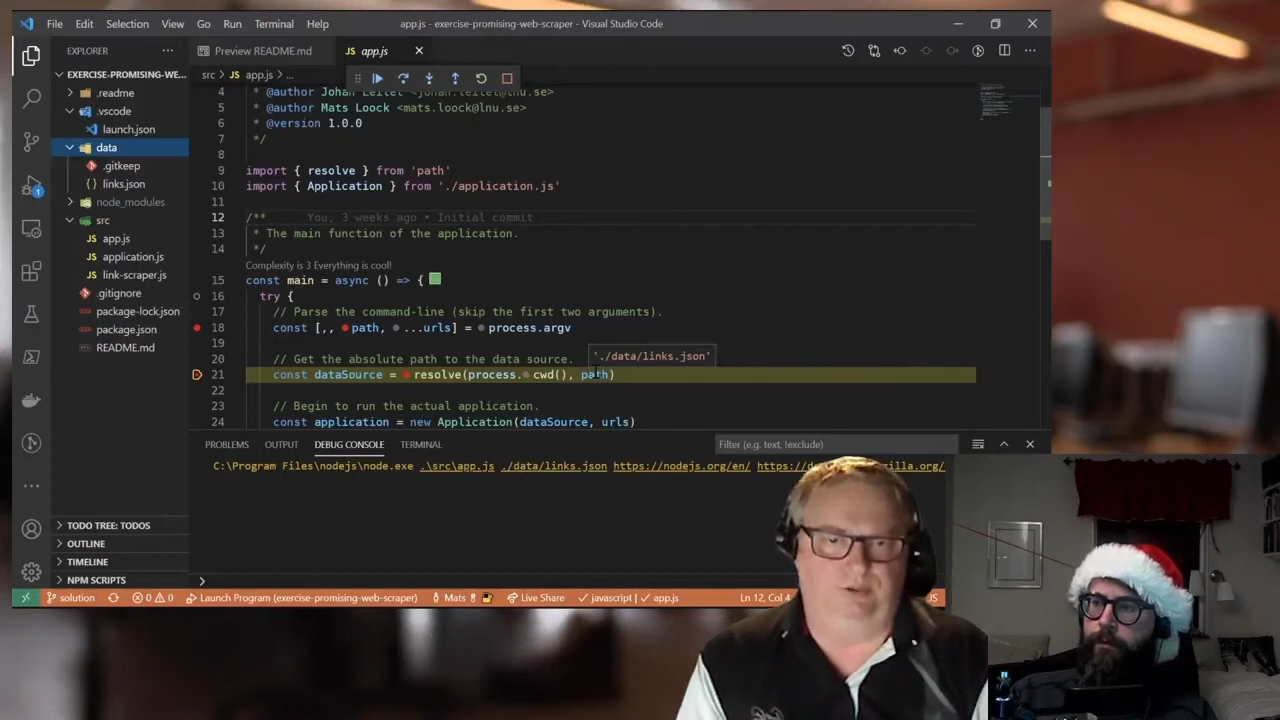 File Edit Selection View Go Run Terminal Help
app.js - exercise-promising-web-scraper - Visual Studio Code
EXPLORER
Preview README.md
app.js
EXERCISE-PROMISING-WE...
src > JS app.js > ...
.readme
.vscode
launch.json
data
.gitkeep
links.json
node_modules
src
JS app.js
JS application.js
JS link-scraper.js
.gitignore
package-lock.json
package.json
README.md
4 * @author Johan Leitet <johan.leitet@lnu.se>
5 * @author Mats Loock <mats.loock@lnu.se>
6 * @version 1.0.0
7 */
8
9 import { resolve } from 'path'
10 import { Application } from './application.js'
11
12 /** You, 3 weeks ago • Initial commit
13 * The main function of the application.
14 */
Complexity is 3 Everything is cool!
15 const main = async () => {
16 try {
17 // Parse the command-line (skip the first two arguments).
18 const [,, path, ...urls] = process.argv
19
20 // Get the absolute path to the data source.
'./data/links.json'
21 const dataSource = resolve(process.cwd(), path)
22
23 // Begin to run the actual application.
24 const application = new Application(dataSource, urls)
PROBLEMS OUTPUT DEBUG CONSOLE TERMINAL
Filter (e.g. text, !exclude)
C:\Program Files\nodejs\node.exe .\src\app.js ./data/links.json https://nodejs.org/en/
TODO TREE: TODOS
OUTLINE
TIMELINE
NPM SCRIPTS
solution 0 0 Launch Program (exercise-promising-web-scraper) Mats Live Share javascript | app.js Ln 12, Col 4